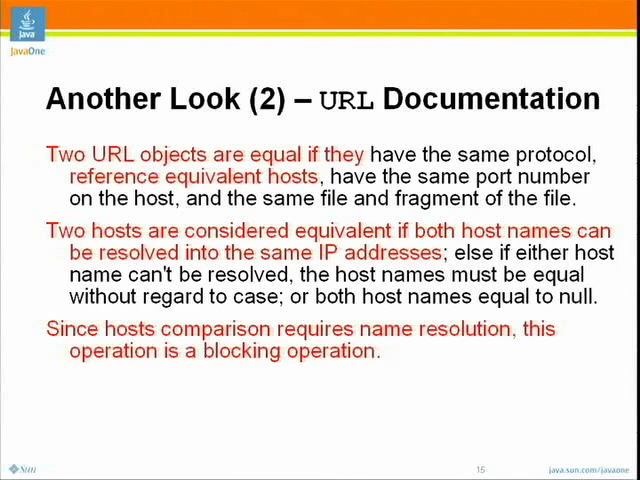 Java
JavaOne
Another Look (2) – URL Documentation
Two URL objects are equal if they have the same protocol,
reference equivalent hosts, have the same port number
on the host, and the same file and fragment of the file.
Two hosts are considered equivalent if both host names can
be resolved into the same IP addresses; else if either host
name can't be resolved, the host names must be equal
without regard to case; or both host names equal to null.
Since hosts comparison requires name resolution, this
operation is a blocking operation.
Sun
15
java.sun.com/javaone